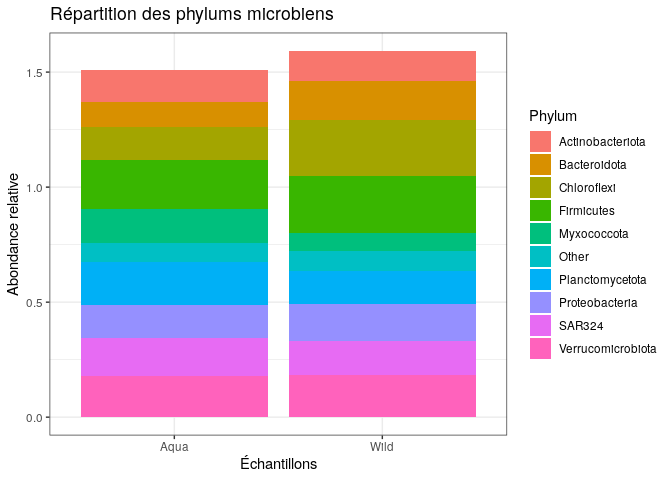 Répartition des phylums microbiens
Abondance relative
1.5
1.0
0.5
0.0
Aqua
Wild
Échantillons
Phylum
Actinobacteriota
Bacteroidota
Chloroflexi
Firmicutes
Myxococcota
Other
Planctomycetota
Proteobacteria
SAR324
Verrucomicrobiota